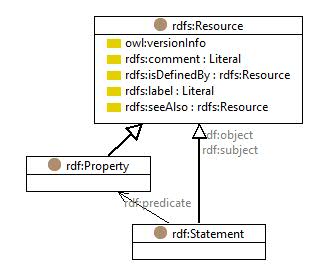 rdfs:Resource
owl:versionInfo
rdfs:comment : Literal
rdfs:isDefinedBy : rdfs:Resource
rdfs:label : Literal
rdfs:seeAlso : rdfs:Resource
rdf:object
rdf:subject
rdf:Property
rdf:predicate
rdf:Statement